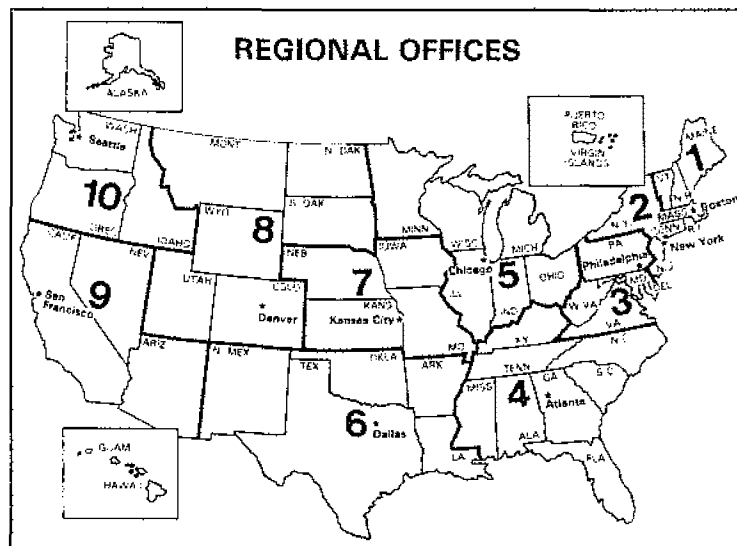 REGIONAL OFFICES
ALASKA
PUERTO
RICO
VIRGIN
ISLANDS
WASH
Seattle
MONT
N DAK
MINN
MAINE
1
VT
N H
10
OREG
IDAHO
WYO
8
S DAK
WISC
MICH
2
N Y
MASS
Boston
CONN
R I
New York
CALF
NEV
NEB
IOWA
Chicago
5
OHIO
PA
Philadelphia
N J
MD
DEL
9
San
Francisco
UTAH
COLO
Denver
7
KANS
Kansas City
ILL
IND
W VA
3
VA
MO
KY
N C
ARIZ
N MEX
TEX
OKLA
ARK
TENN
S C
MISS
4
GA
Atlanta
6
Dallas
ALA
LA
FLA
GUAM
HAWAII